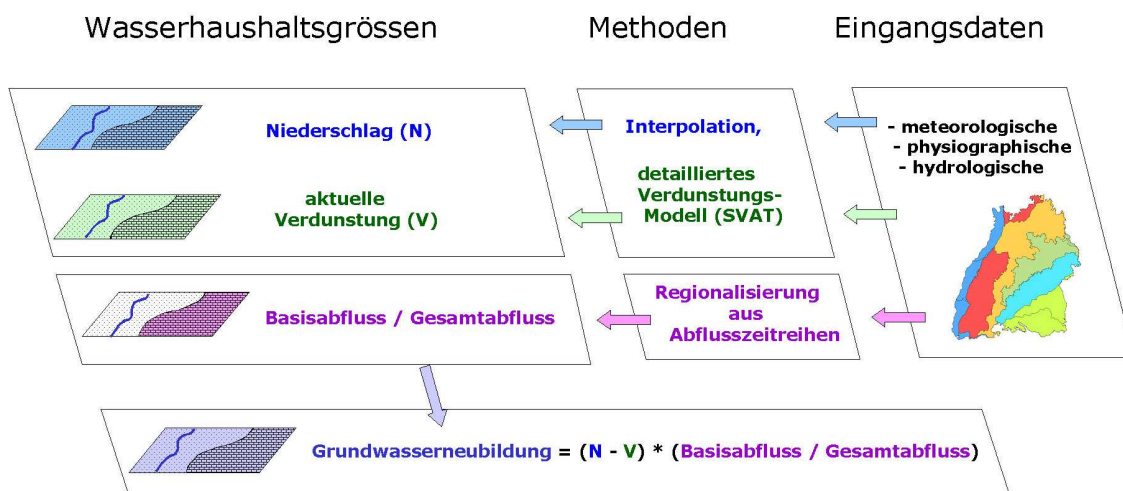 Wasserhaushaltsgrössen
Methoden
Eingangsdaten
Niederschlag (N)
Interpolation,
- meteorologische
- physiographische
- hydrologische
aktuelle
Verdunstung (V)
detailliertes
Verdunstungs-
Modell (SVAT)
Basisabfluss / Gesamtabfluss
Regionalisierung
aus
Abflusszeitreihen
Grundwasserneubildung = (N - V) * (Basisabfluss / Gesamtabfluss)